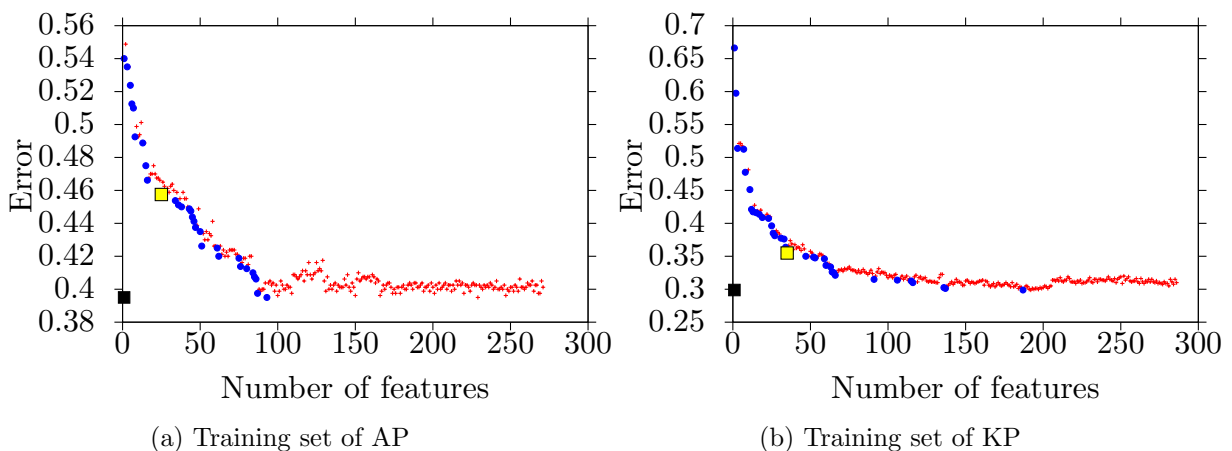 0.56
0.54
0.52
0.5
0.48
0.46
0.44
0.42
0.4
0.38
Error
0 50 100 150 200 250 300
Number of features
(a) Training set of AP
0.7
0.65
0.6
0.55
0.5
0.45
0.4
0.35
0.3
0.25
Error
0 50 100 150 200 250 300
Number of features
(b) Training set of KP